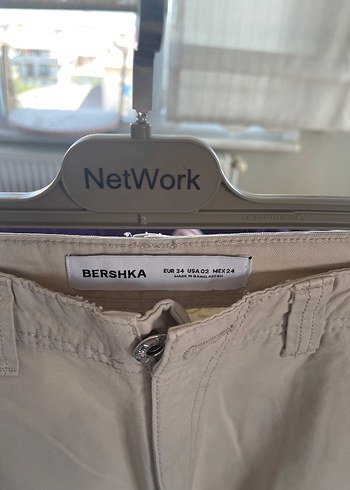 NetWork
BERSHKA
EUR 34 USA 02 MEX 24
MADE IN BANGLADESH